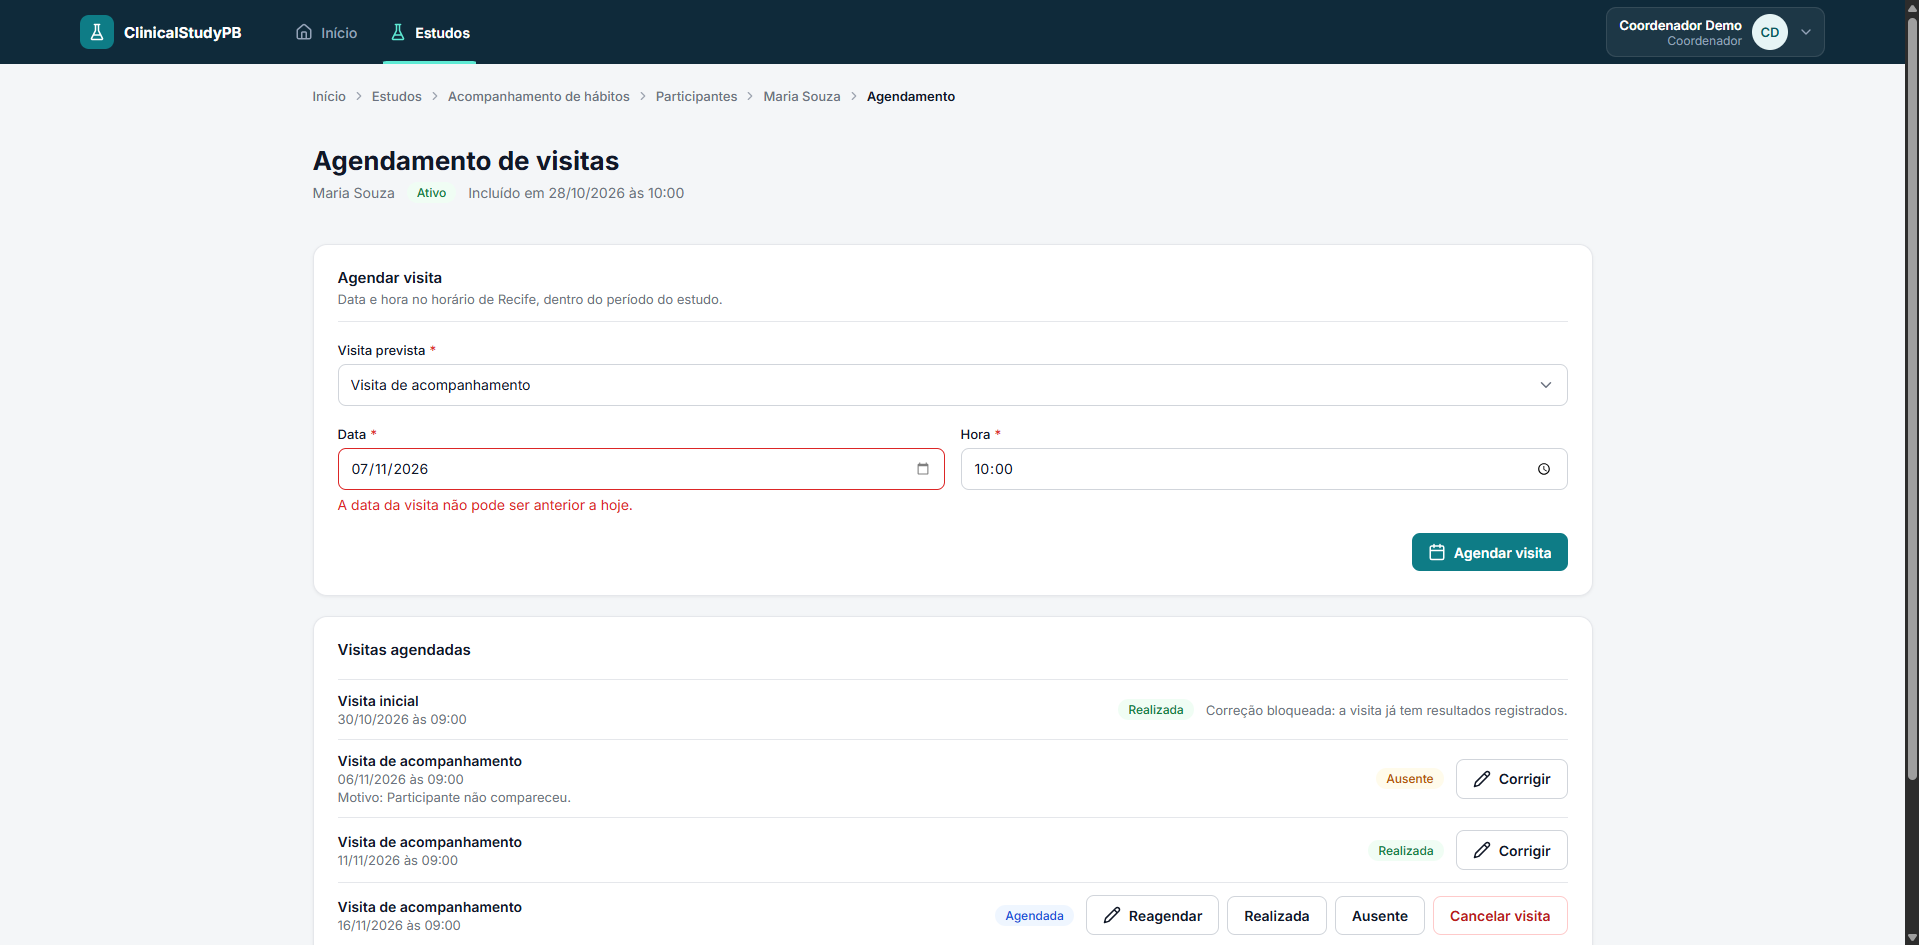 ClinicalStudyPB
Início
Estudos
Coordenador Demo
Coordenador
CD
Início > Estudos > Acompanhamento de hábitos > Participantes > Maria Souza > Agendamento
Agendamento de visitas
Maria Souza Ativo Incluído em 28/10/2026 às 10:00
Agendar visita
Data e hora no horário de Recife, dentro do período do estudo.
Visita prevista *
Visita de acompanhamento
Data *
07/11/2026
A data da visita não pode ser anterior a hoje.
Hora *
10:00
Agendar visita
Visitas agendadas
Visita inicial
30/10/2026 às 09:00
Realizada Correção bloqueada: a visita já tem resultados registrados.
Visita de acompanhamento
06/11/2026 às 09:00
Motivo: Participante não compareceu.
Ausente Corrigir
Visita de acompanhamento
11/11/2026 às 09:00
Realizada Corrigir
Visita de acompanhamento
16/11/2026 às 09:00
Agendada Reagendar Realizada Ausente Cancelar visita